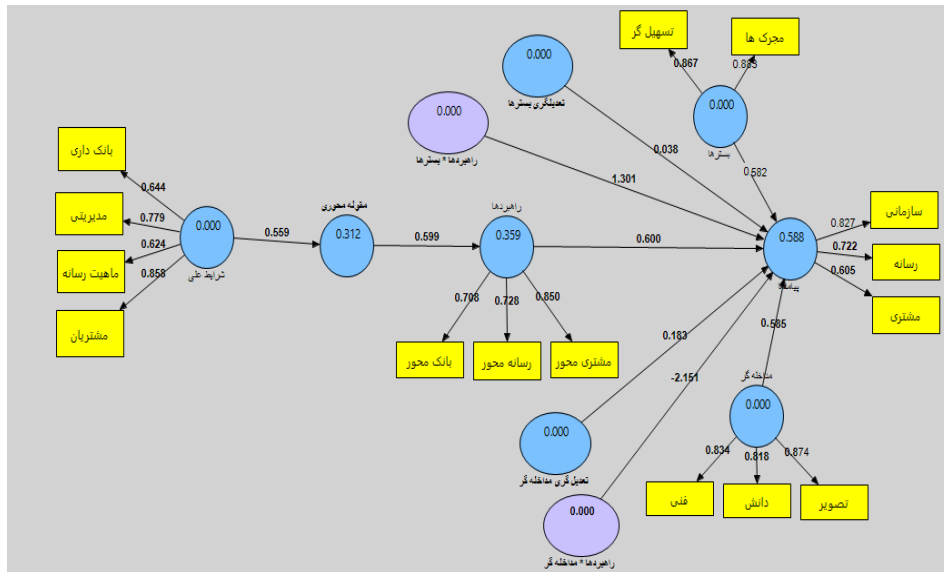 تسهیل گر
مجرک ها
0.867
0.883
0.000
تعدیلگری بسترها
0.000
بسترها
0.000
راهبردها * بسترها
بانک داری
0.644
مدیریتی
0.779
ماهیت رسانه
0.624
مشتریان
0.858
0.000
شرایط علی
0.559
مقوله محوری
0.312
0.599
راهبردها
0.359
0.708
0.728
0.850
بانک محور
رسانه محور
مشتری محور
0.600
0.038
1.301
0.582
0.588
0.827
سازمانی
0.722
رسانه
0.605
مشتری
0.183
-2.151
0.585
مداخله گر
0.000
0.834
0.818
0.874
فنی
دانش
تصویر
0.000
تعدیل گری مداخله گر
0.000
راهبردها * مداخله گر